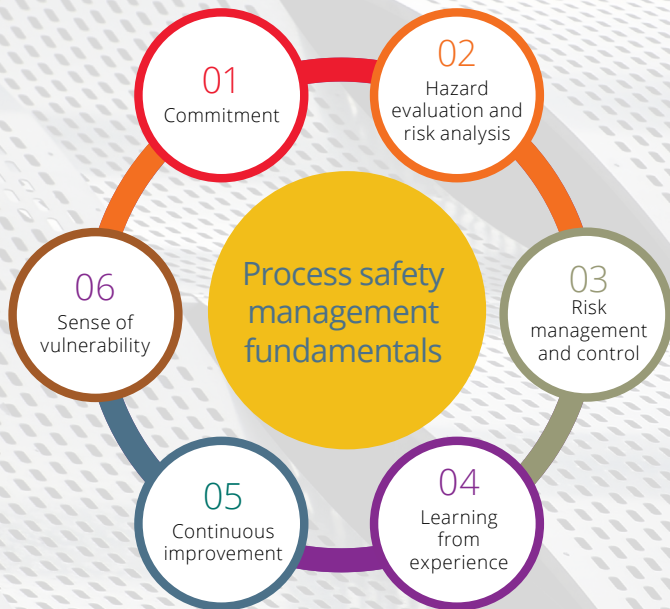 01
Commitment
02
Hazard
evaluation and
risk analysis
Process safety
management
fundamentals
03
Risk
management
and control
04
Learning
from
experience
05
Continuous
improvement
06
Sense of
vulnerability